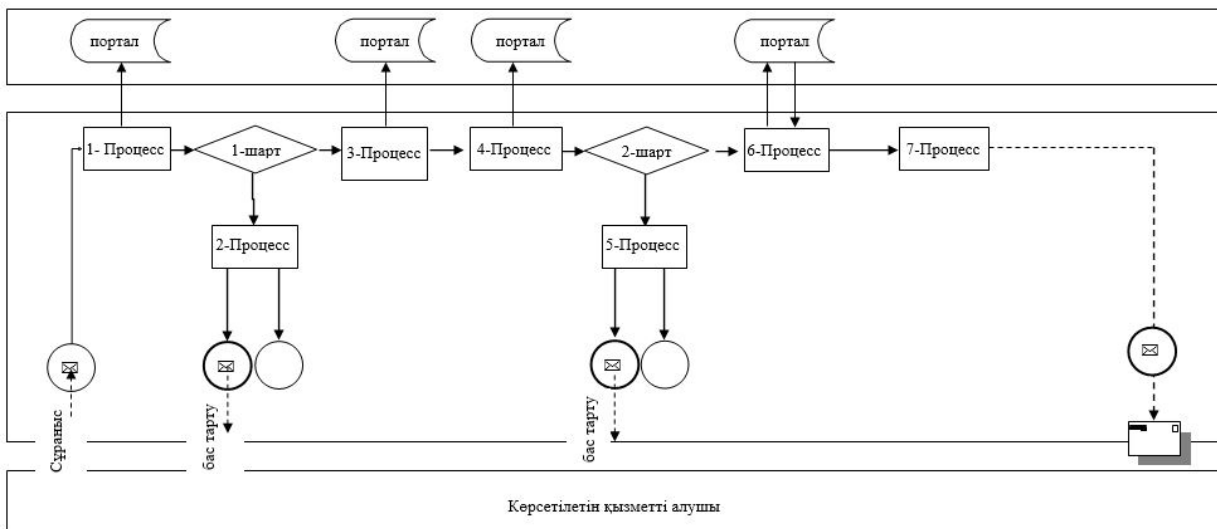 портал
портал
портал
портал
1- Процесс
1-шарт
3-Процесс
4-Процесс
2-шарт
6-Процесс
7-Процесс
2-Процесс
5-Процесс
Сұраныс
бас тарту
бас тарту
Көрсетілетін қызметті алушы